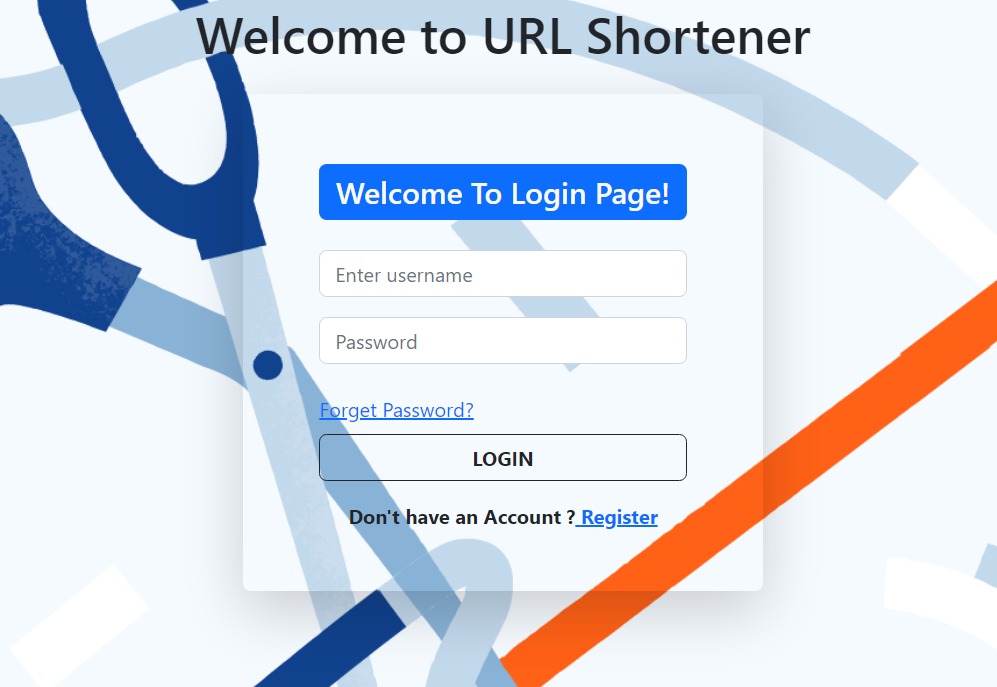 Welcome to URL Shortener
Welcome To Login Page!
Enter username
Password
Forget Password?
LOGIN
Don't have an Account ? Register